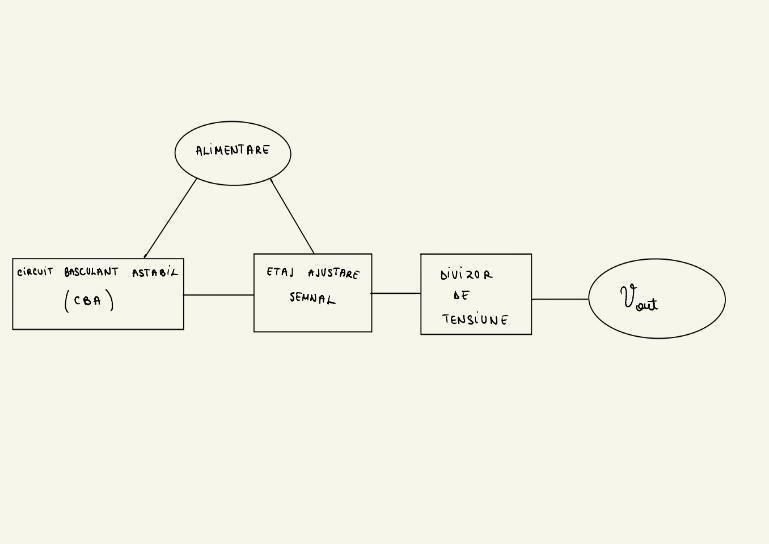 ALIMENTARE
CIRCUIT BASCULANT ASTABIL
(CBA)
ETAJ AJUSTARE
SEMNAL
DIVIZOR
DE
TENSIUNE
Vout